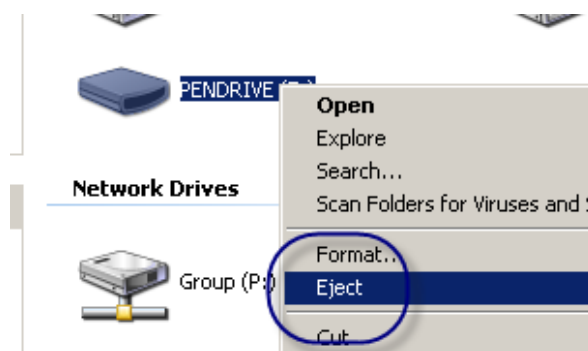 PENDRIVE
Open
Explore
Search...
Network Drives
Scan Folders for Viruses and
Format..
Group (P:)
Eject
Cut